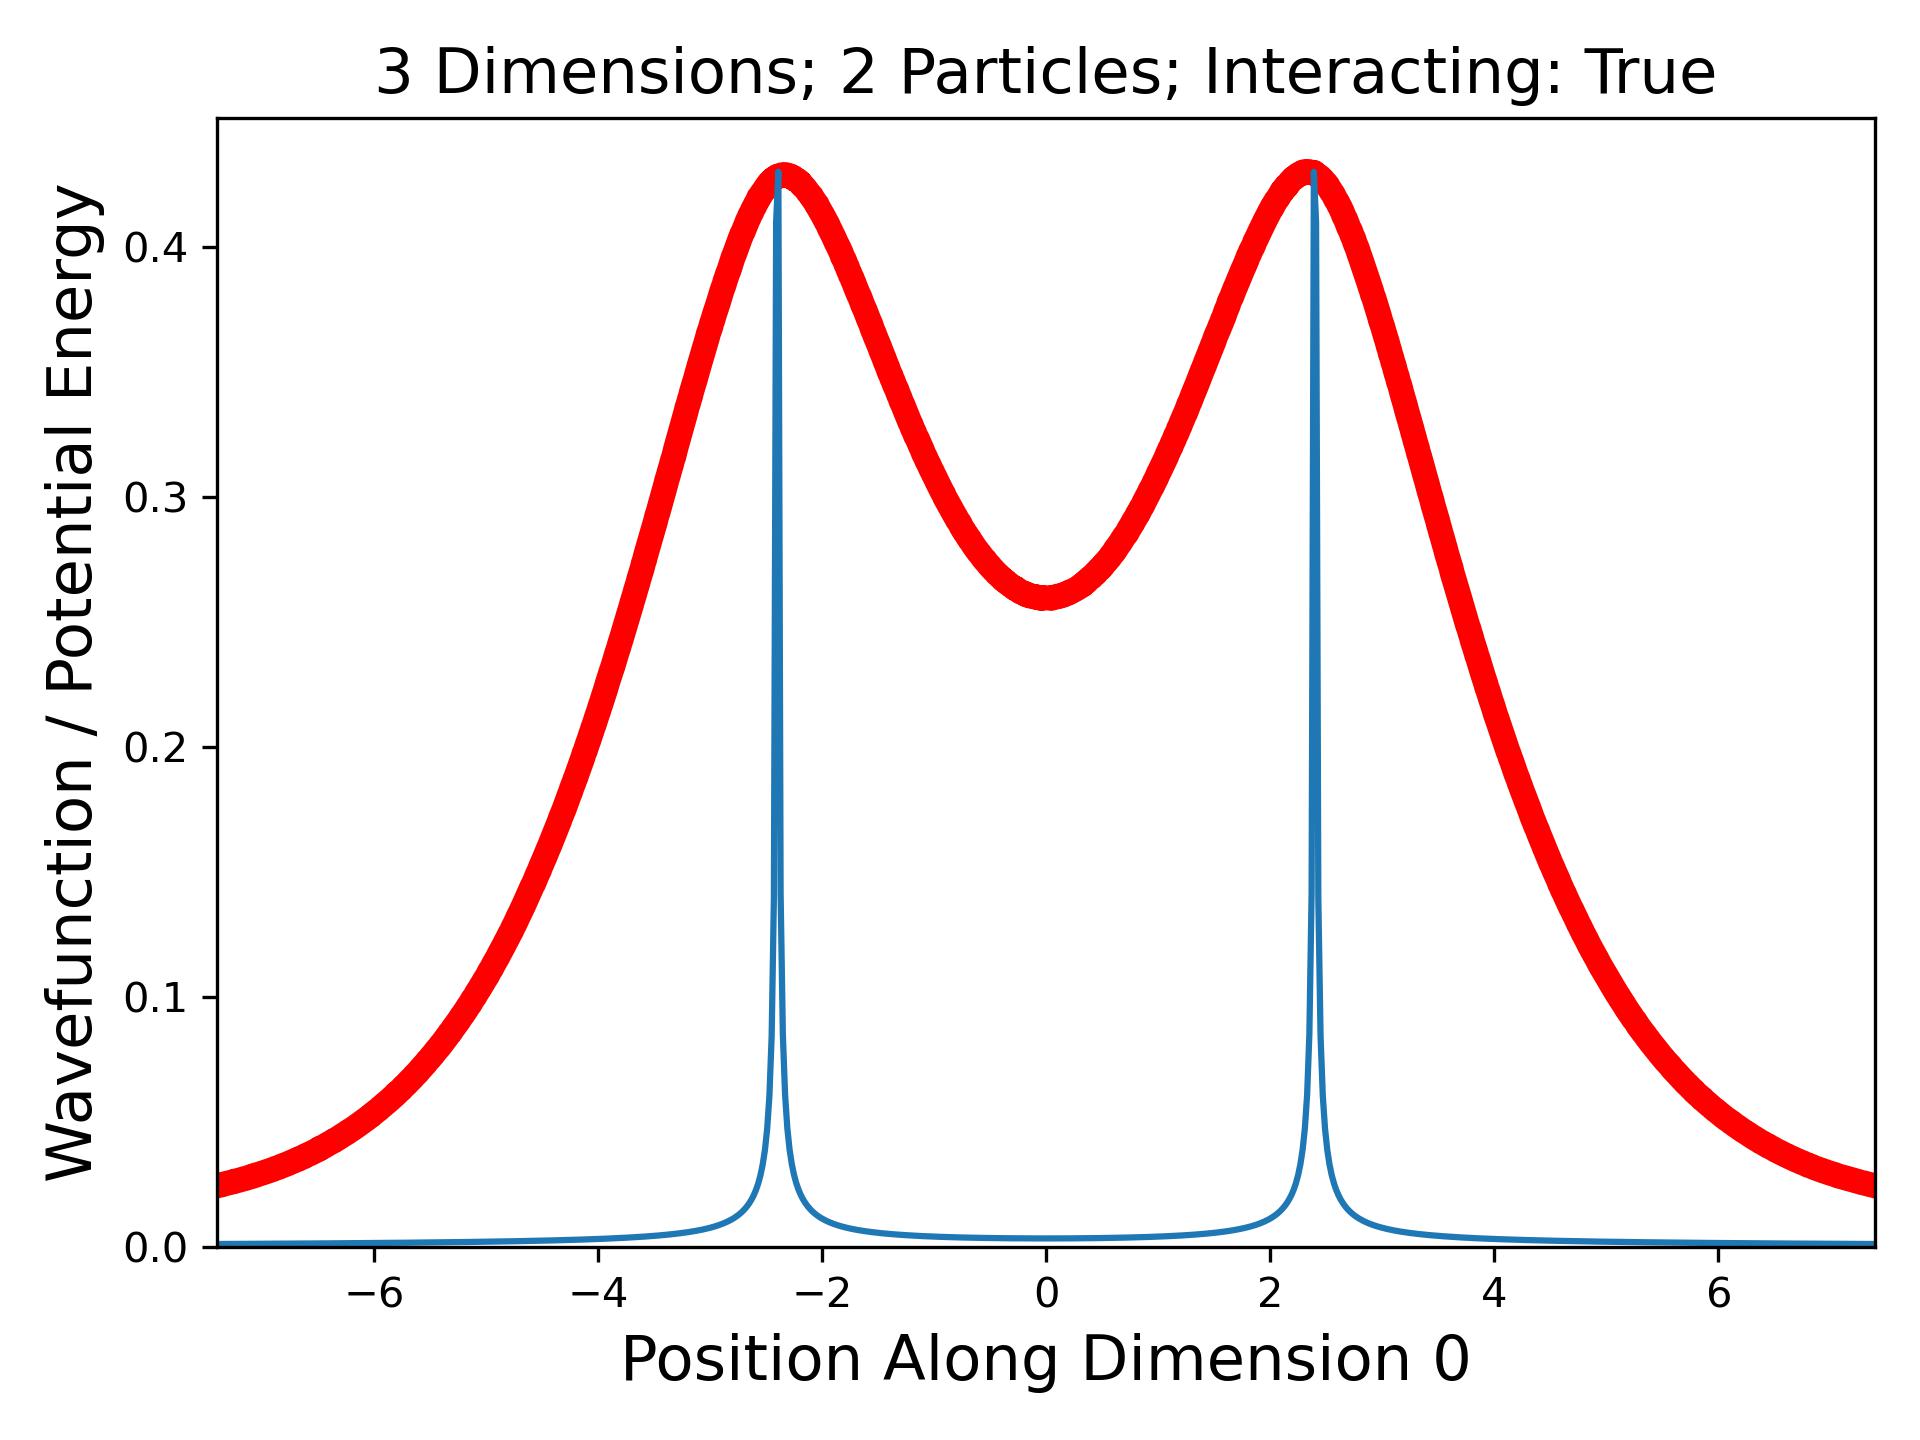 3 Dimensions; 2 Particles; Interacting: True
Wavefunction / Potential Energy
0.4
0.3
0.2
0.1
0.0
−6 −4 −2 0 2 4 6
Position Along Dimension 0